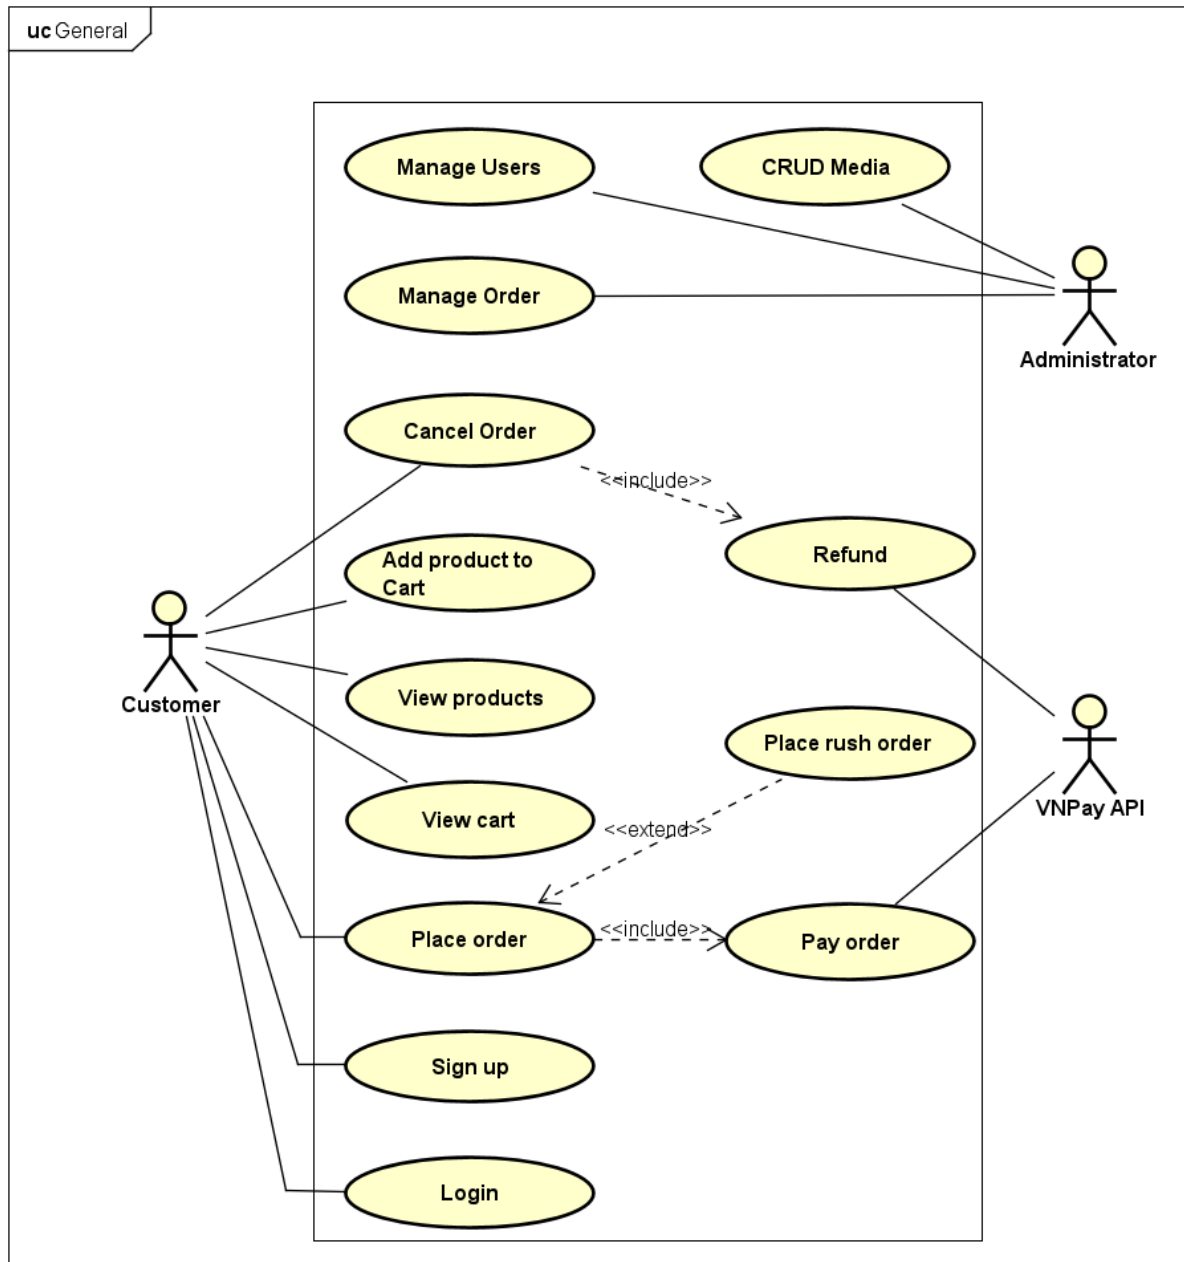 uc General
Manage Users
CRUD Media
Manage Order
Administrator
Cancel Order
<<include>>
Refund
Add product to
Cart
Customer
View products
Place rush order
VNPay API
View cart
<<extend>>
Place order
<<include>>
Pay order
Sign up
Login